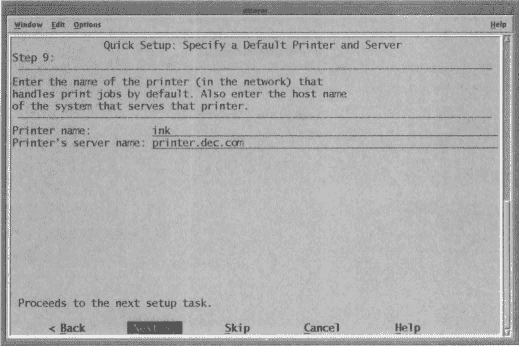 Window Edit Options Help
Quick Setup: Specify a Default Printer and Server
Step 9:
Enter the name of the printer (in the network) that
handles print jobs by default. Also enter the host name
of the system that serves that printer.
Printer name: ink
Printer's server name: printer.dec.com
Proceeds to the next setup task.
< Back Next > Skip Cancel Help